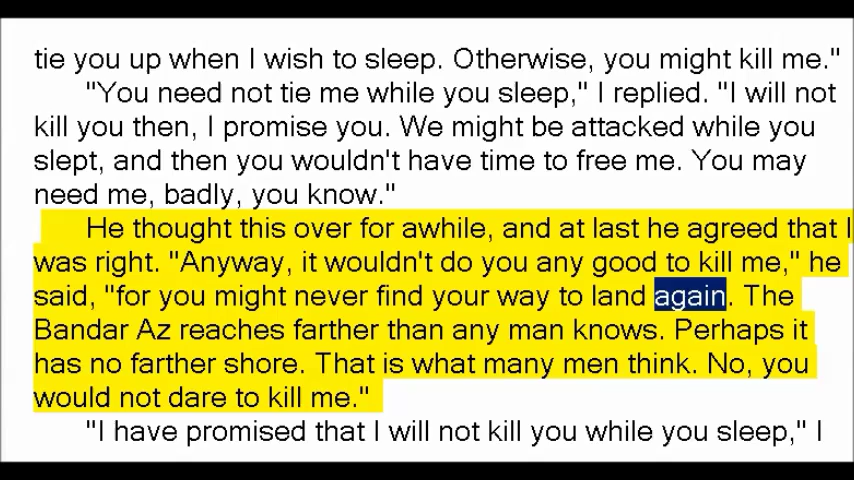 tie you up when I wish to sleep. Otherwise, you might kill me."
"You need not tie me while you sleep," I replied. "I will not
kill you then, I promise you. We might be attacked while you
slept, and then you wouldn't have time to free me. You may
need me, badly, you know."
He thought this over for awhile, and at last he agreed that I
was right. "Anyway, it wouldn't do you any good to kill me," he
said, "for you might never find your way to land again. The
Bandar Az reaches farther than any man knows. Perhaps it
has no farther shore. That is what many men think. No, you
would not dare to kill me."
"I have promised that I will not kill you while you sleep," I